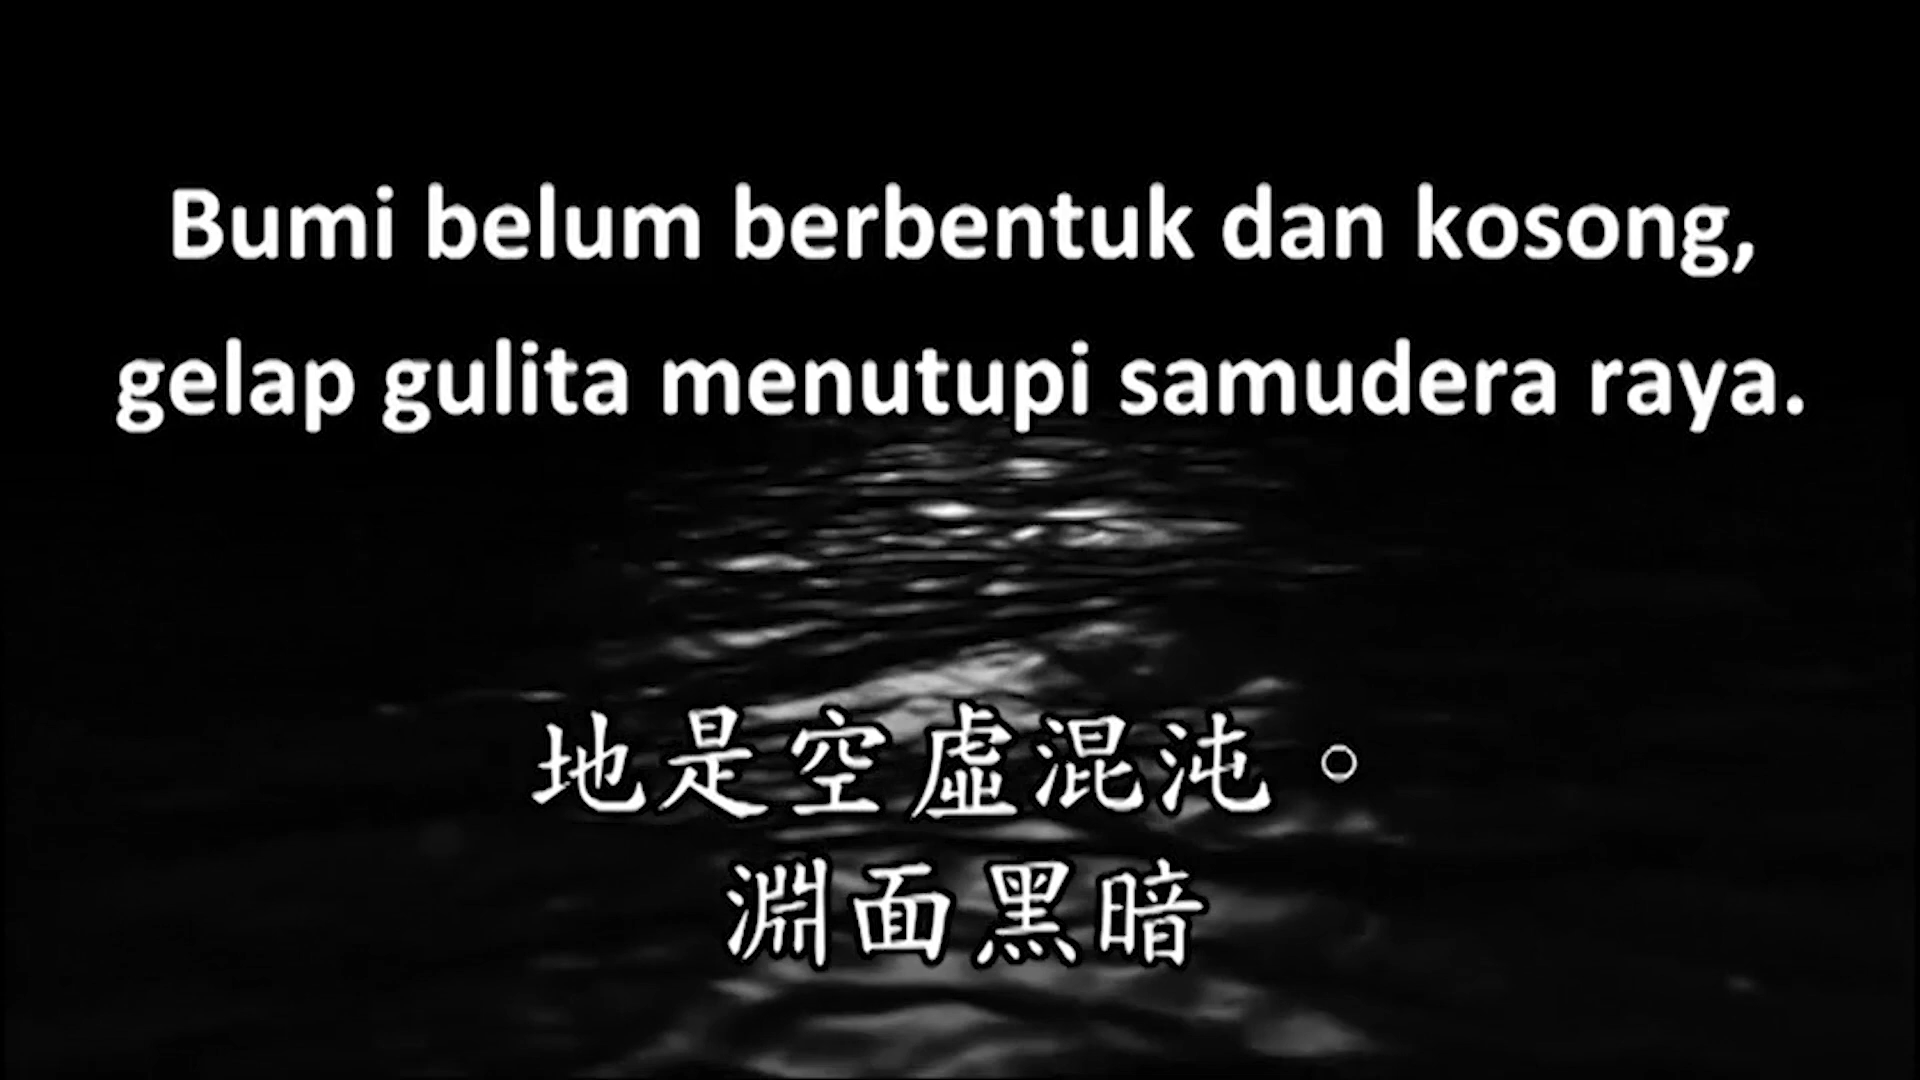 Bumi belum berbentuk dan kosong,
gelap gulita menutupi samudera raya.
地是空虛混沌。
淵面黑暗